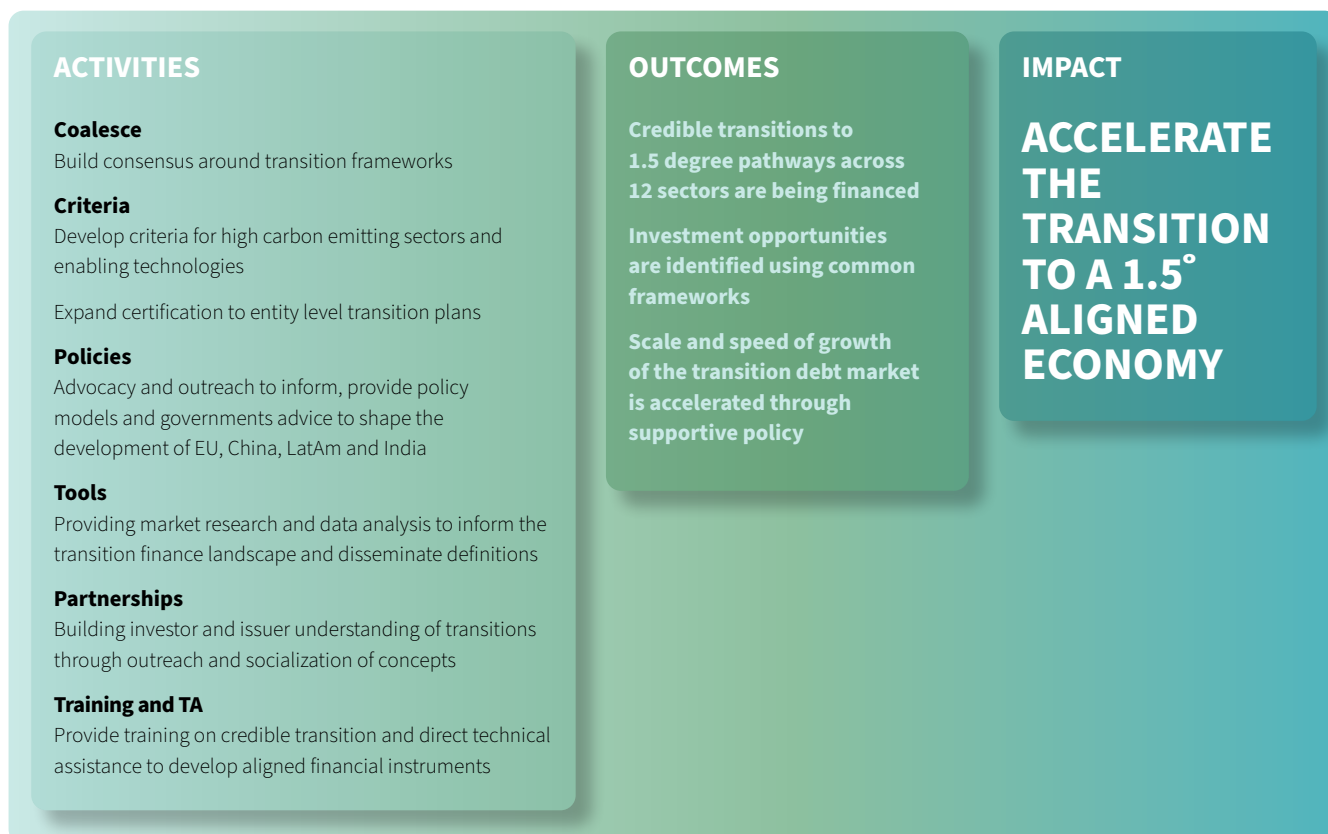 ACTIVITIES
Coalesce
Build consensus around transition frameworks
Criteria
Develop criteria for high carbon emitting sectors and
enabling technologies
Expand certification to entity level transition plans
Policies
Advocacy and outreach to inform, provide policy
models and governments advice to shape the
development of EU, China, LatAm and India
Tools
Providing market research and data analysis to inform the
transition finance landscape and disseminate definitions
Partnerships
Building investor and issuer understanding of transitions
through outreach and socialization of concepts
Training and TA
Provide training on credible transition and direct technical
assistance to develop aligned financial instruments
OUTCOMES
Credible transitions to
1.5 degree pathways across
12 sectors are being financed
Investment opportunities
are identified using common
frameworks
Scale and speed of growth
of the transition debt market
is accelerated through
supportive policy
IMPACT
ACCELERATE
THE
TRANSITION
TO A 1.5°
ALIGNED
ECONOMY